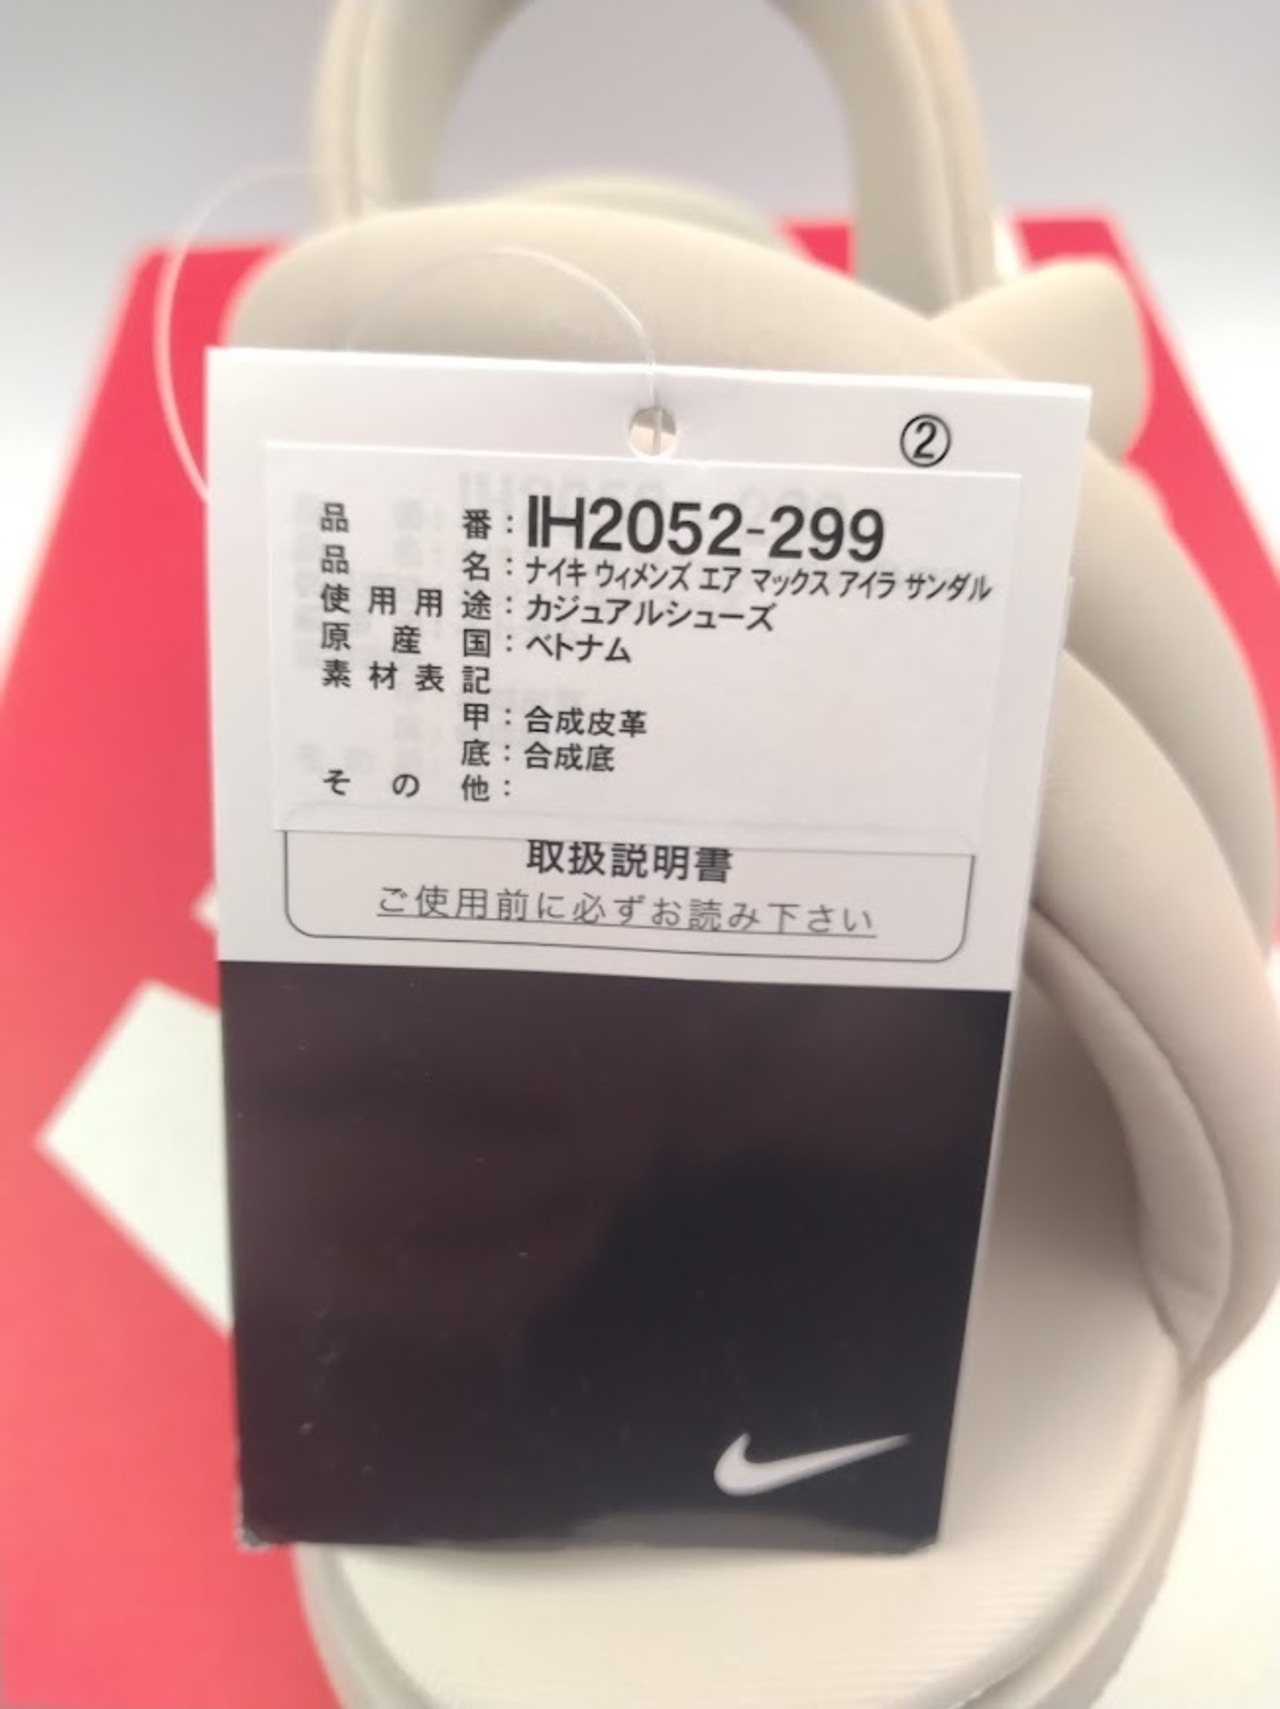 ②
品番：IH2052-299
品名：ナイキ ウィメンズ エア マックス アイラ サンダル
使用用途：カジュアルシューズ
原産国：ベトナム
素材表記
甲：合成皮革
底：合成底
その他：
取扱説明書
ご使用前に必ずお読み下さい